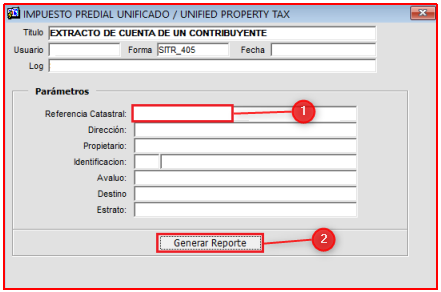 IMPUESTO PREDIAL UNIFICADO / UNIFIED PROPERTY TAX
Titulo EXTRACTO DE CUENTA DE UN CONTRIBUYENTE
Usuario Forma SITR_405 Fecha
Log
Parámetros
Referencia Catastral: 1
Dirección:
Propietario:
Identificacion:
Avaluo:
Destino
Estrato:
Generar Reporte 2